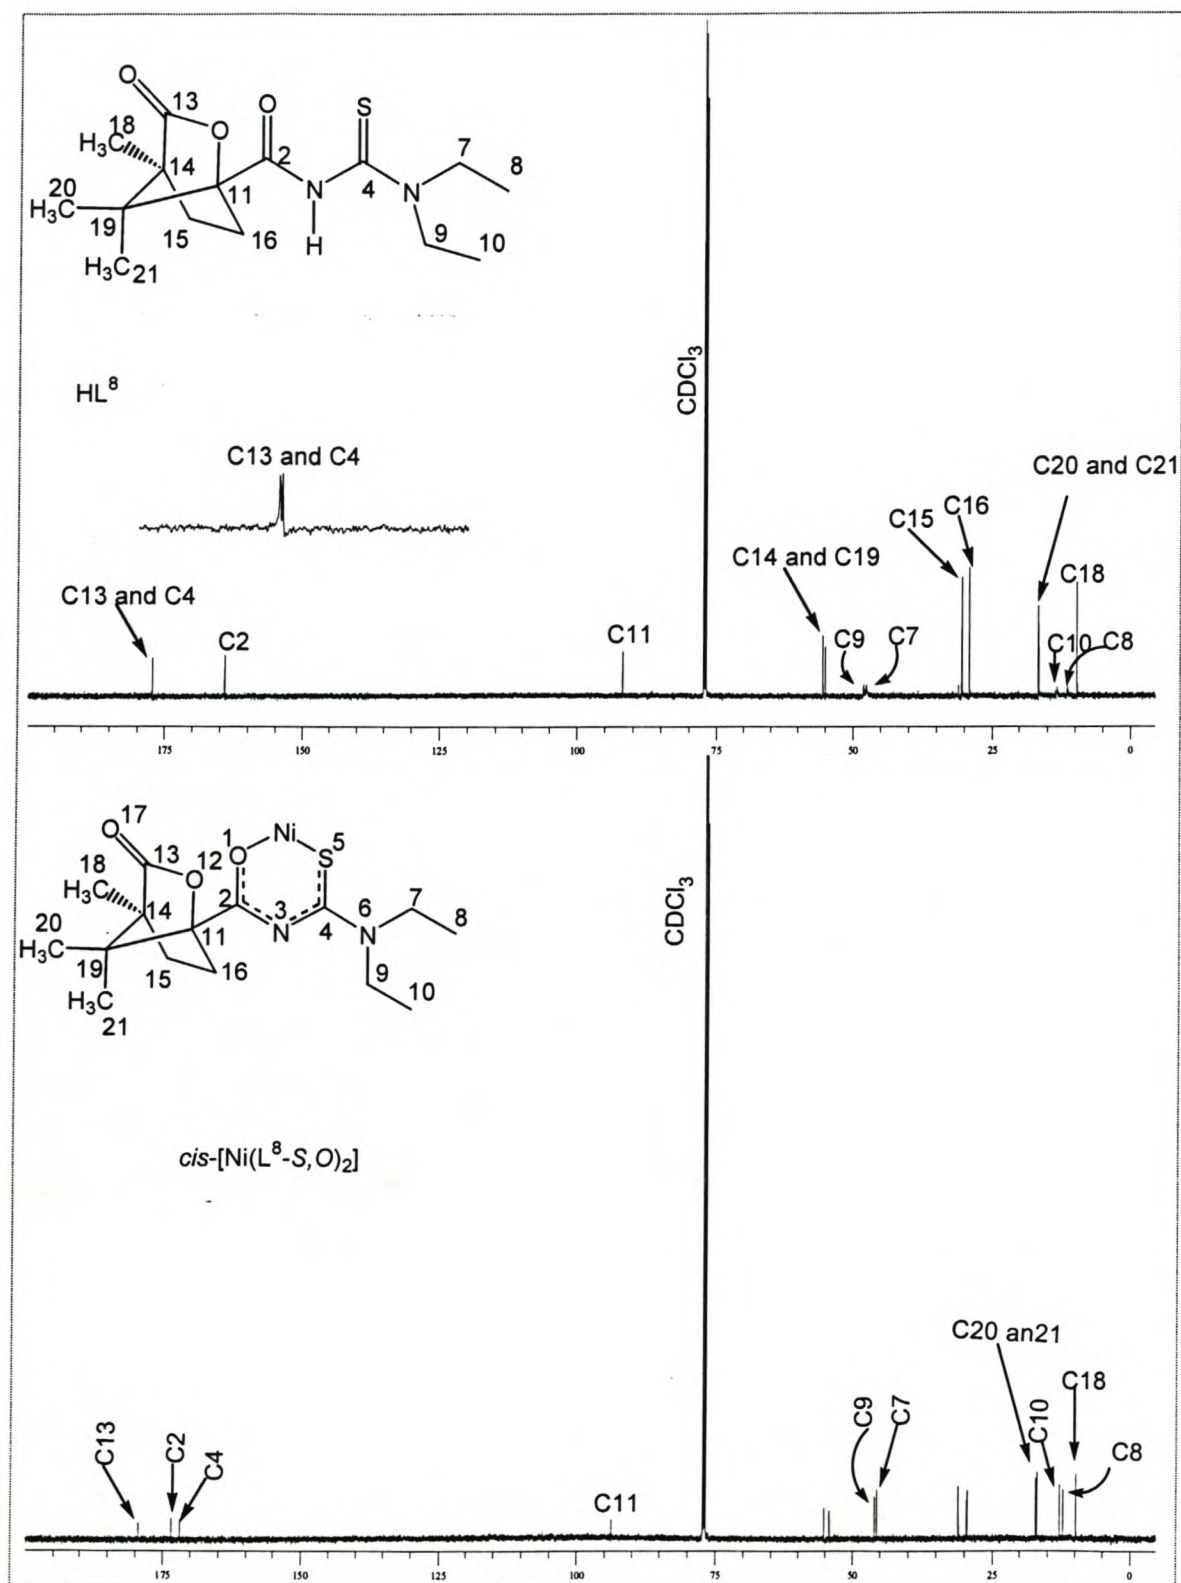 O
13
O
O
S
18
H₃C
7
8
14
2
20
11
N
4
N
H₃C
19
15
16
H
9
10
H₃C
21
HL⁸
C13 and C4
C13 and C4
C2
C11
CDCl₃
C14 and C19
C9
C7
C15
C16
C20 and C21
C18
C10
C8
175 150 125 100 75 50 25 0
17
O
1
Ni
5
13
12
O
O
S
18
H₃C
7
8
20
14
2
3
6
11
N
4
N
H₃C
19
15
16
9
10
H₃C
21
cis-[Ni(L⁸-S,O)₂]
C13
C2
C4
C11
CDCl₃
C9
C7
C20 an21
C10
C18
C8
175 150 125 100 75 50 25 0